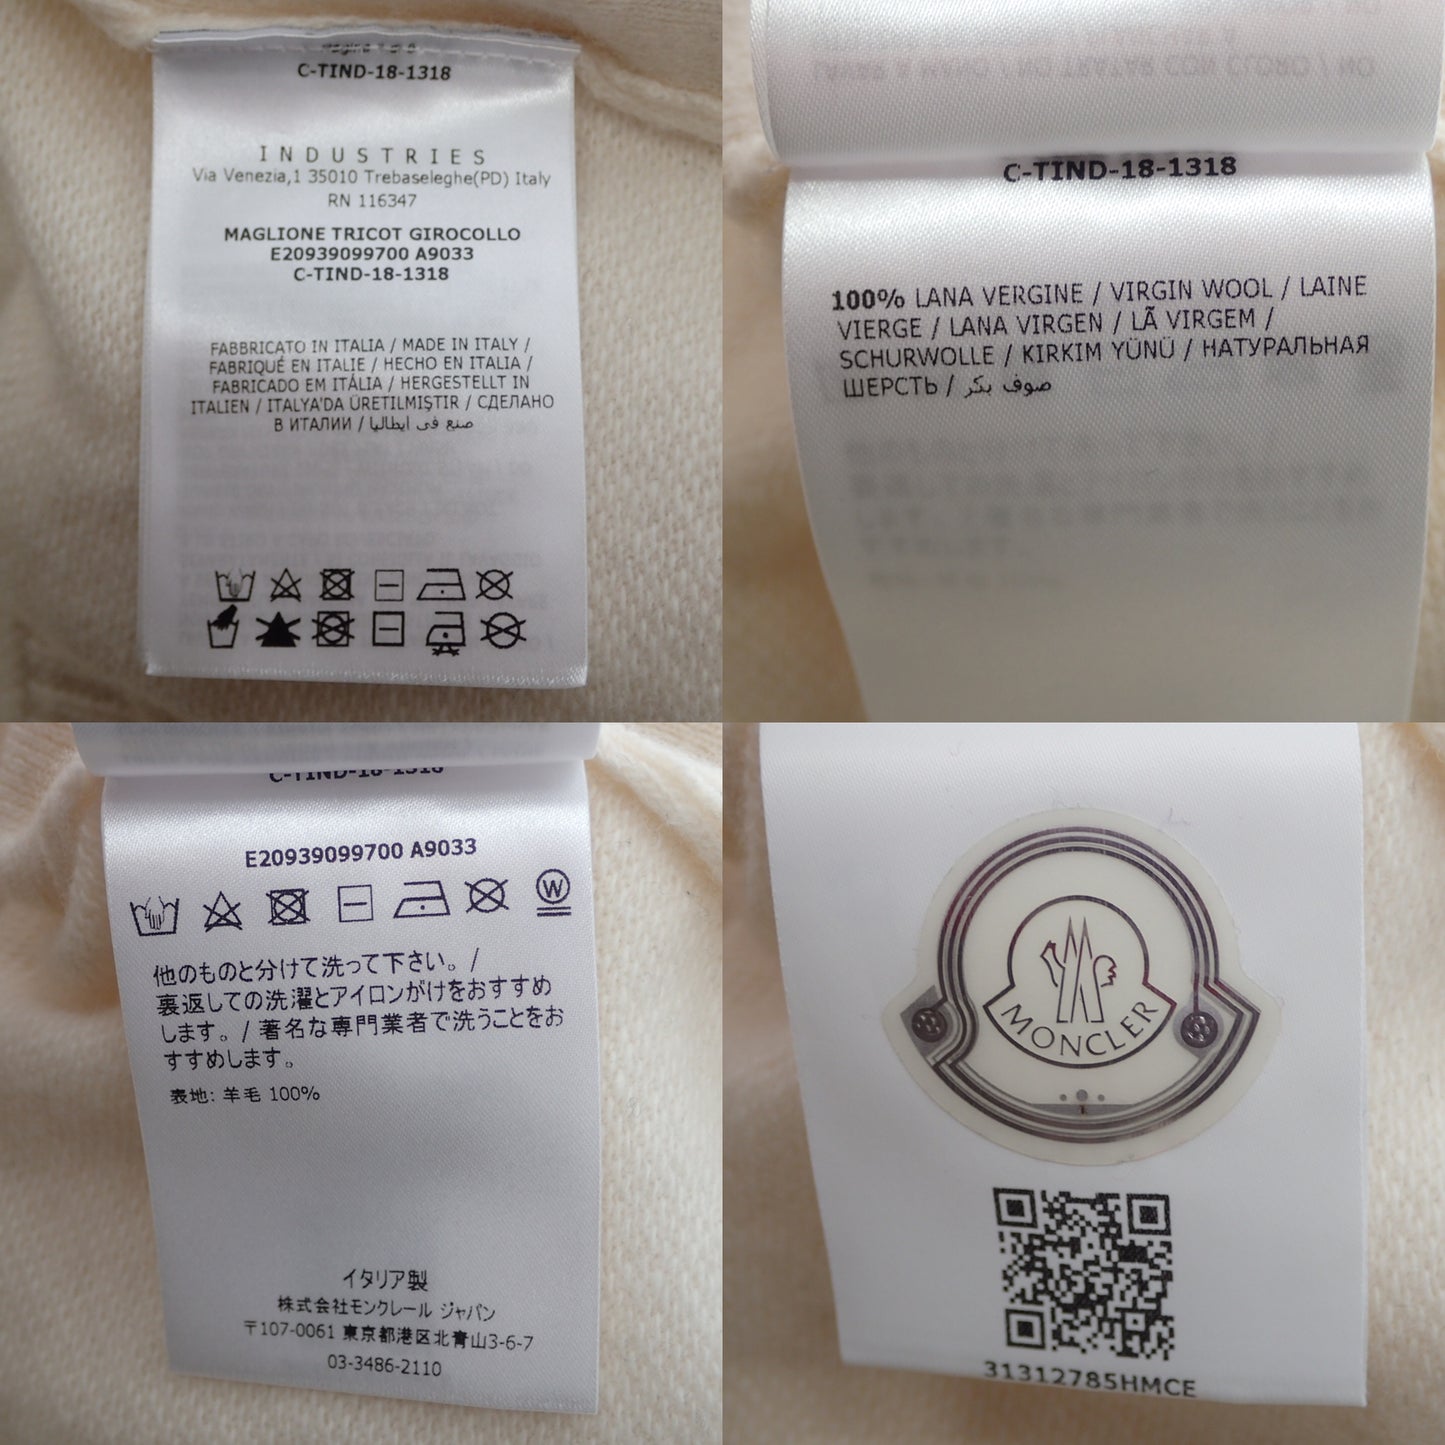 C-TIND-18-1318
INDUSTRIES
Via Venezia,1 35010 Trebaseleghe(PD) Italy
RN 116347
MAGLIONE TRICOT GIROCOLLO
E20939099700 A9033
C-TIND-18-1318
FABBRICATO IN ITALIA / MADE IN ITALY /
FABRIQUÉ EN ITALIE / HECHO EN ITALIA /
FABRICADO EM ITÁLIA / HERGESTELLT IN
ITALIEN / ITALYA'DA ÜRETILMIŞTIR / СДЕЛАНО
В ИТАЛИИ / صنع فى ايطاليا
C-TIND-18-1318
100% LANA VERGINE / VIRGIN WOOL / LAINE
VIERGE / LANA VIRGEN / LÃ VIRGEM /
SCHURWOLLE / KIRKIM YÜNÜ / НАТУРАЛЬНАЯ
ШЕРСТЬ / صوف بكر
C-TIND-18-1318
E20939099700 A9033
W
他のものと分けて洗って下さい。/
裏返しての洗濯とアイロンがけをおすすめ
します。/ 著名な専門業者で洗うことをお
すすめします。
表地: 羊毛 100%
イタリア製
株式会社モンクレール ジャパン
〒107-0061 東京都港区北青山3-6-7
03-3486-2110
MONCLER
31312785HMCE